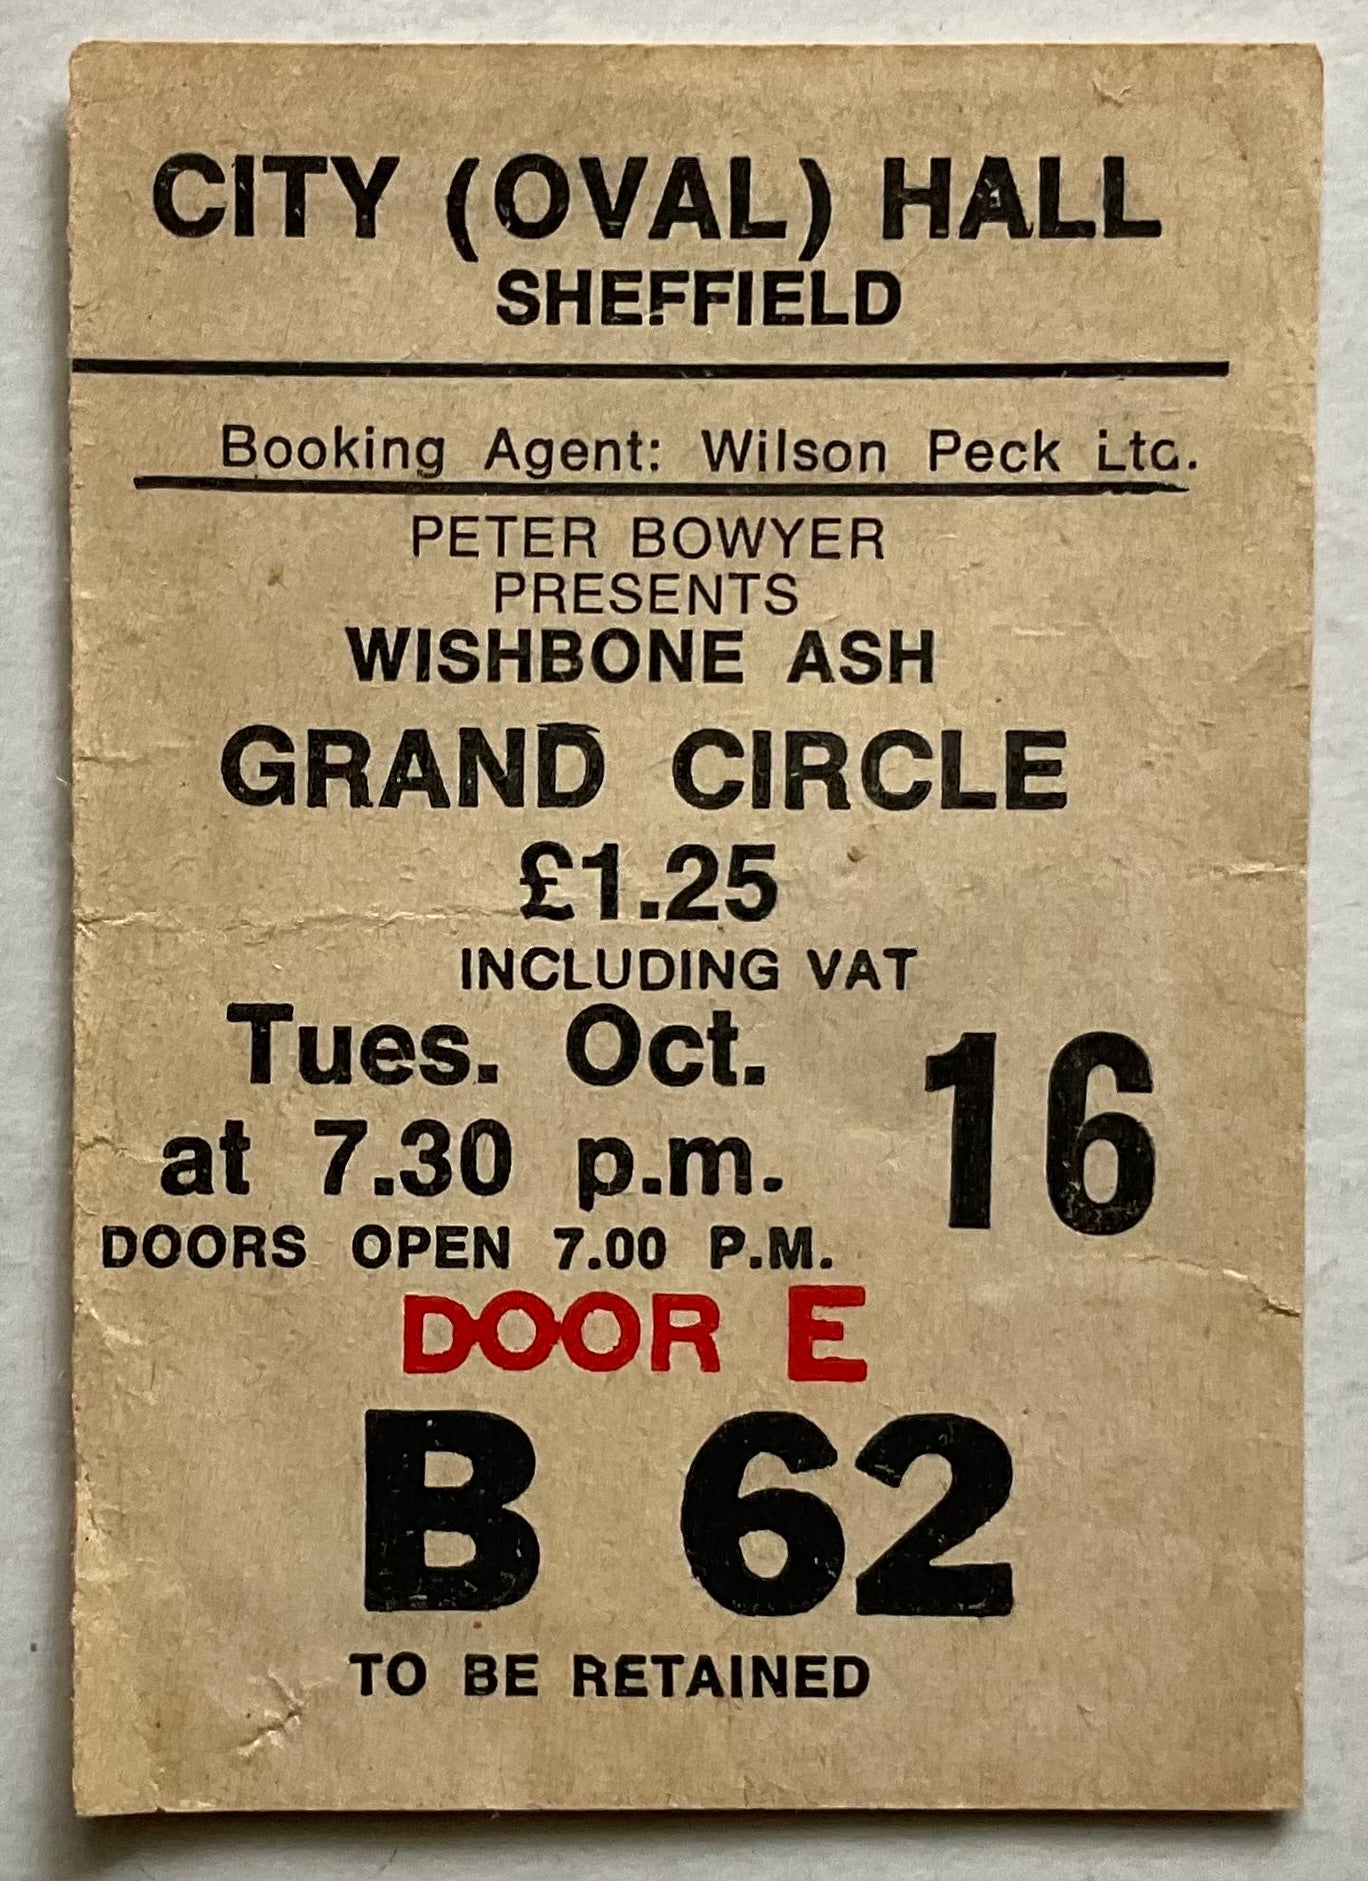 CITY (OVAL) HALL
SHEFFIELD
Booking Agent: Wilson Peck Ltd.
PETER BOWYER
PRESENTS
WISHBONE ASH
GRAND CIRCLE
£1.25
INCLUDING VAT
Tues. Oct. 16
at 7.30 p.m.
DOORS OPEN 7.00 P.M.
DOOR E
B 62
TO BE RETAINED